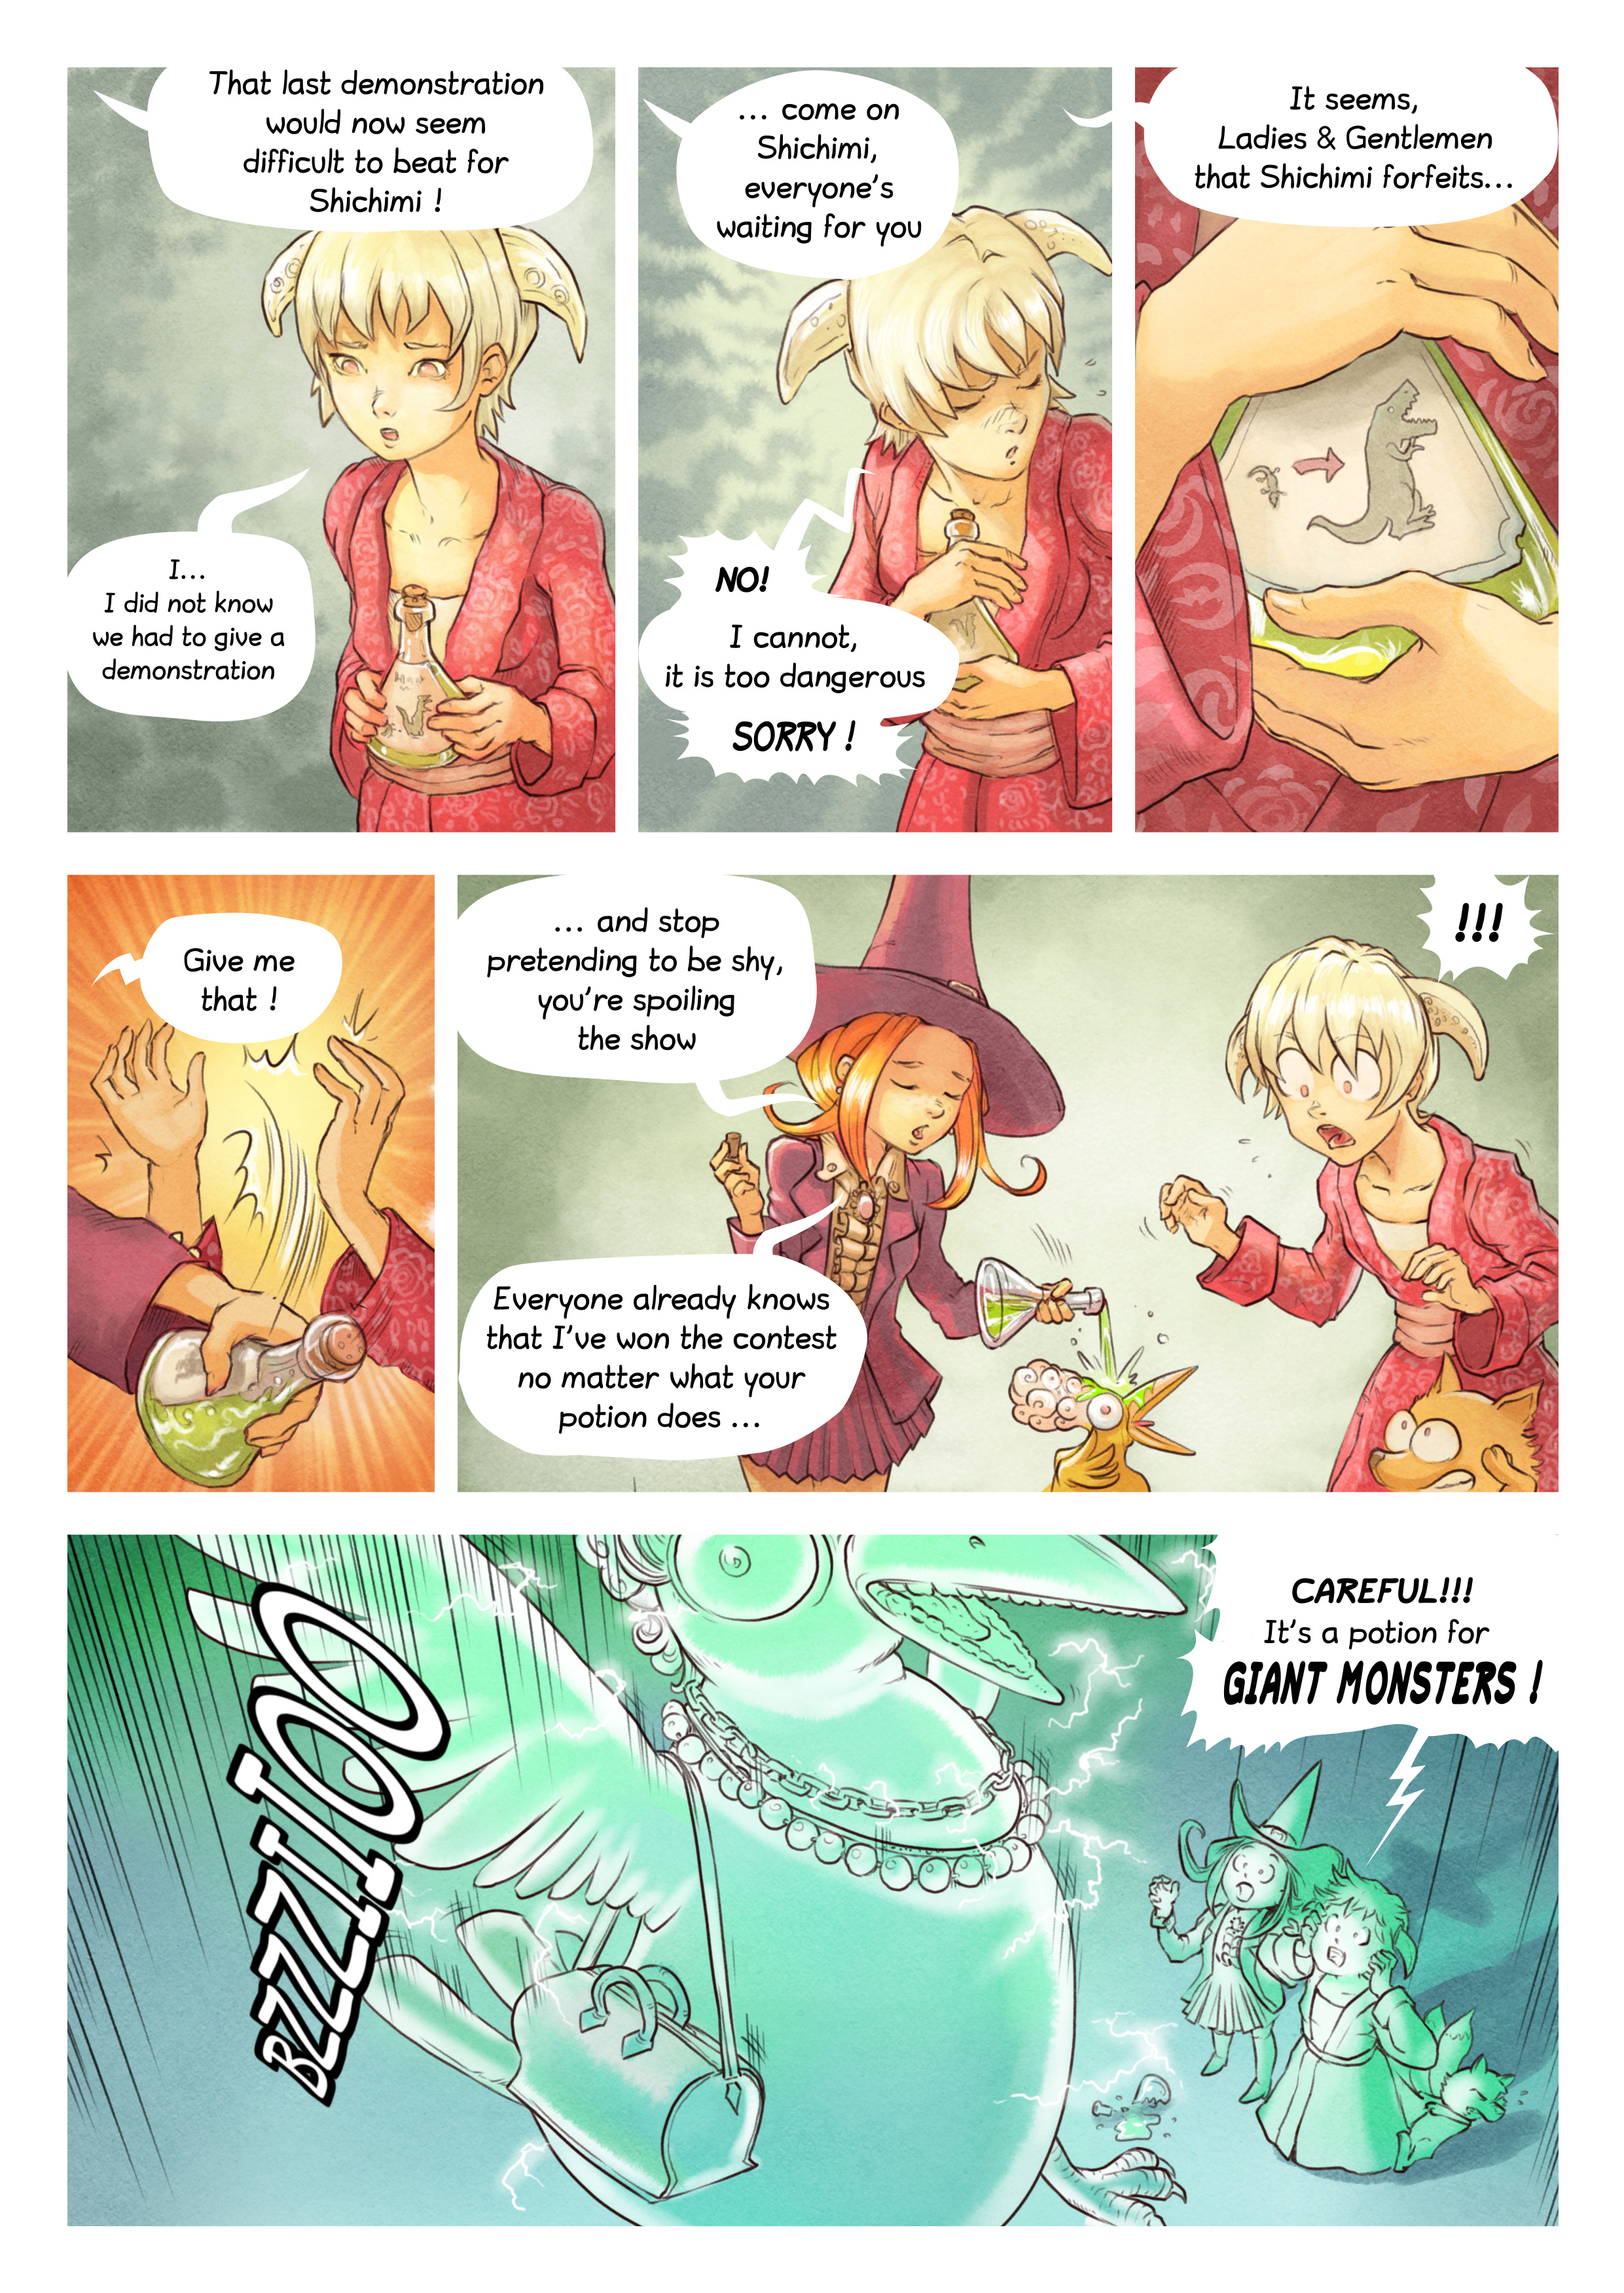 That last demonstration
would now seem
difficult to beat for
Shichimi !
I...
I did not know
we had to give a
demonstration
... come on
Shichimi,
everyone's
waiting for you
NO!
I cannot,
it is too dangerous
SORRY !
It seems,
Ladies & Gentlemen
that Shichimi forfeits...
Give me
that !
... and stop
pretending to be shy,
you're spoiling
the show
!!!
Everyone already knows
that I've won the contest
no matter what your
potion does ...
BZZZIIOO
CAREFUL!!!
It's a potion for
GIANT MONSTERS !